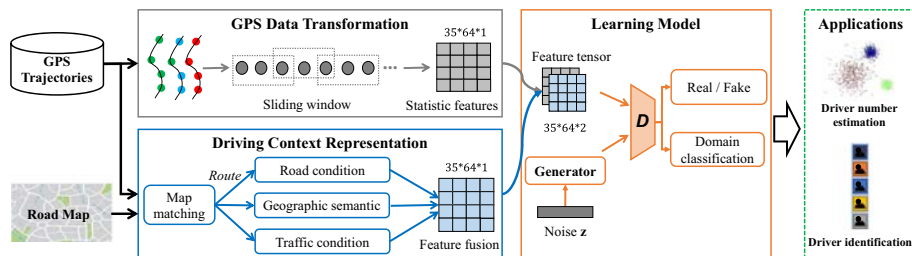 GPS Data Transformation
Learning Model
Applications
GPS
Trajectories
35*64*1
Sliding window
Statistic features
Feature tensor
35*64*2
D
Real / Fake
Domain
classification
Generator
Noise z
Driver number
estimation
Driver identification
Driving Context Representation
Road Map
Map
matching
Route
Road condition
Geographic semantic
Traffic condition
35*64*1
Feature fusion